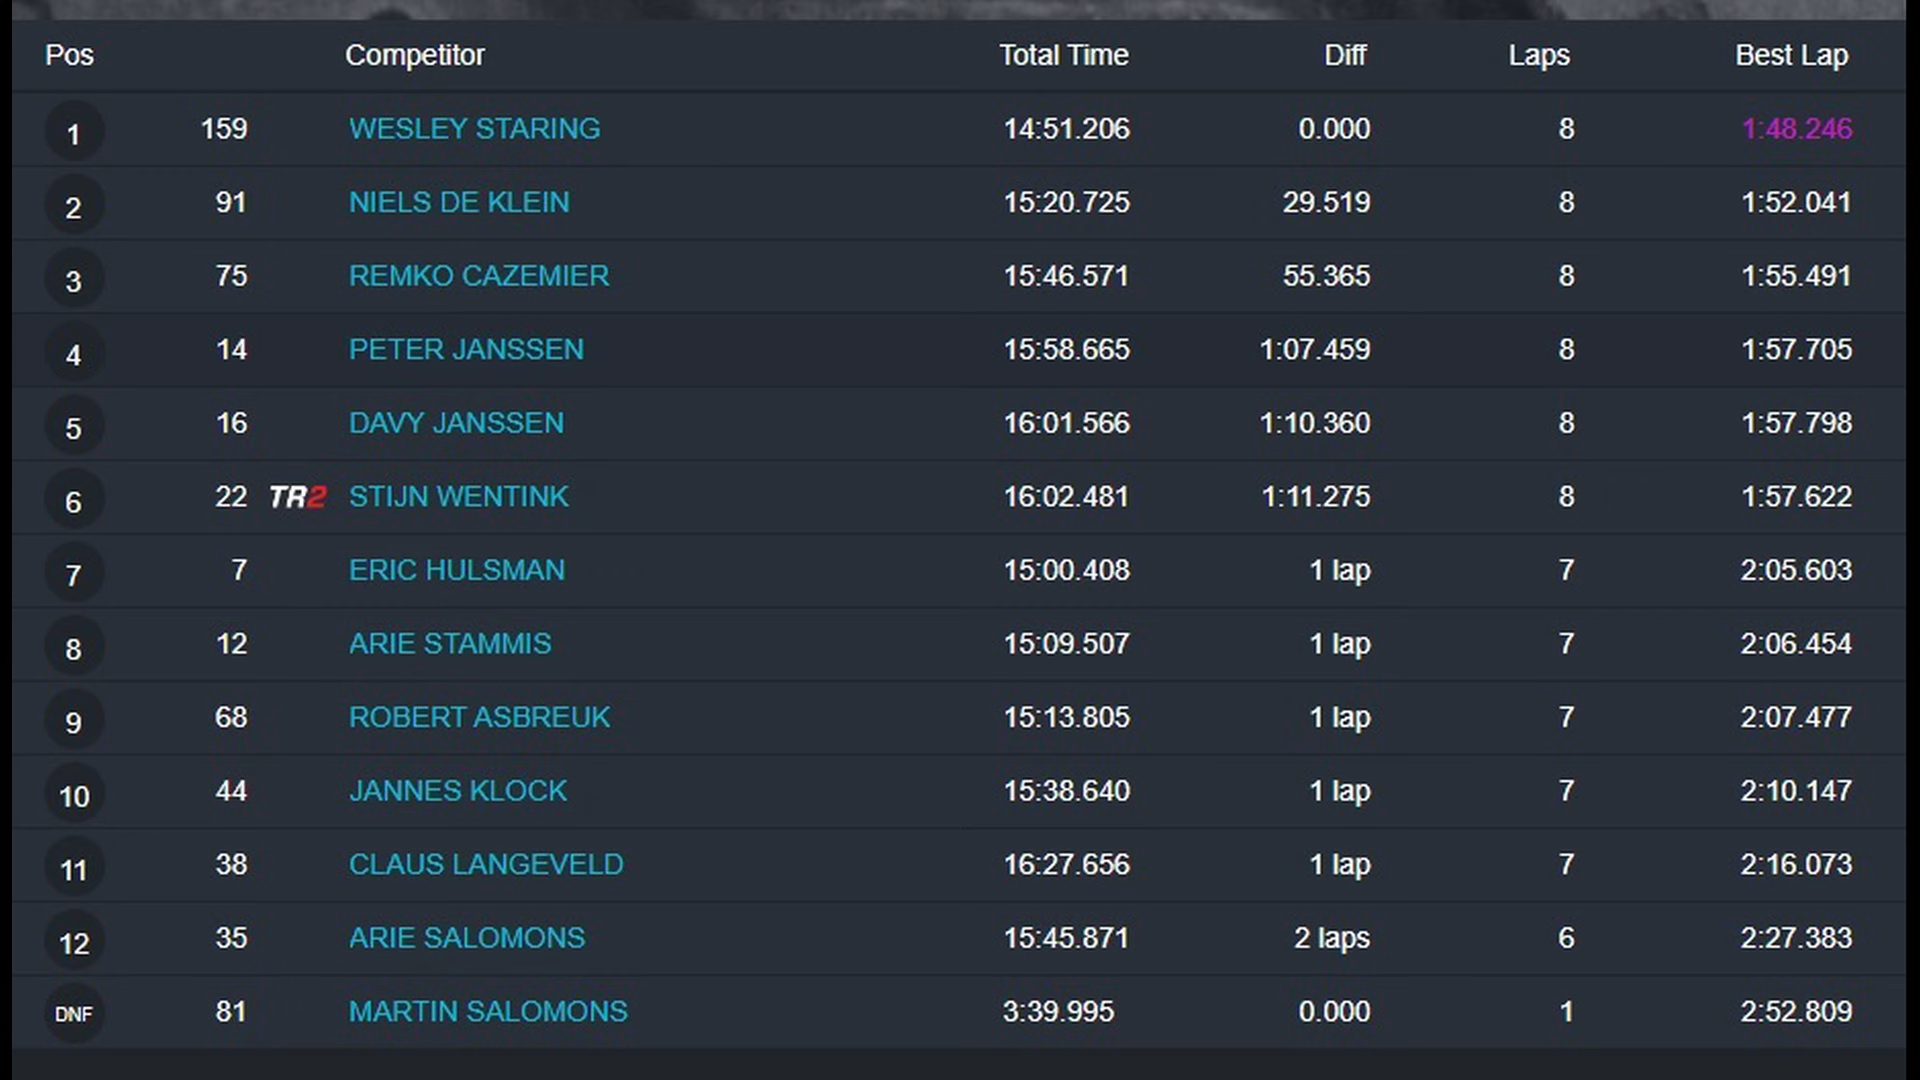 Pos Competitor Total Time Diff Laps Best Lap
1 159 WESLEY STARING 14:51.206 0.000 8 1:48.246
2 91 NIELS DE KLEIN 15:20.725 29.519 8 1:52.041
3 75 REMKO CAZEMIER 15:46.571 55.365 8 1:55.491
4 14 PETER JANSSEN 15:58.665 1:07.459 8 1:57.705
5 16 DAVY JANSSEN 16:01.566 1:10.360 8 1:57.798
6 22 TR2 STIJN WENTINK 16:02.481 1:11.275 8 1:57.622
7 7 ERIC HULSMAN 15:00.408 1 lap 7 2:05.603
8 12 ARIE STAMMIS 15:09.507 1 lap 7 2:06.454
9 68 ROBERT ASBREUK 15:13.805 1 lap 7 2:07.477
10 44 JANNES KLOCK 15:38.640 1 lap 7 2:10.147
11 38 CLAUS LANGEVELD 16:27.656 1 lap 7 2:16.073
12 35 ARIE SALOMONS 15:45.871 2 laps 6 2:27.383
DNF 81 MARTIN SALOMONS 3:39.995 0.000 1 2:52.809